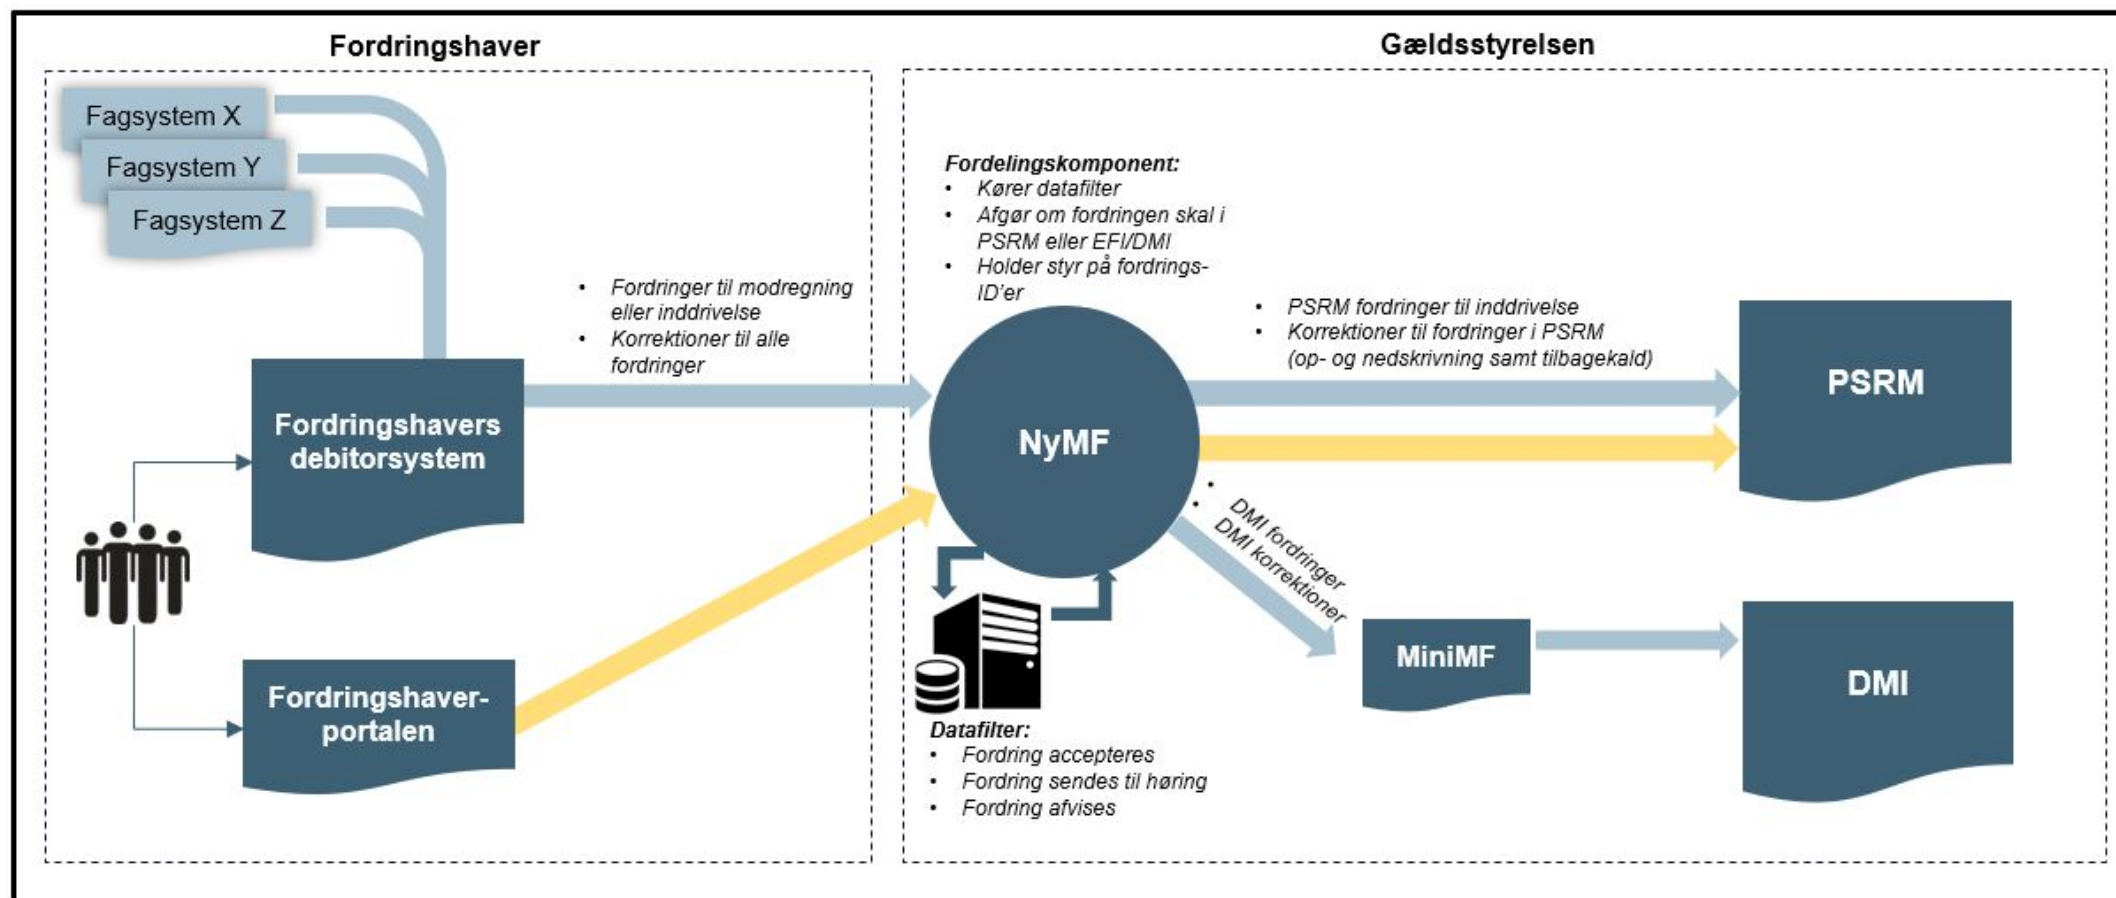 Fordringshaver
Gældsstyrelsen
Fagsystem X
Fagsystem Y
Fagsystem Z
• Fordringer til modregning
eller inddrivelse
• Korrektioner til alle
fordringer
Fordringshavers
debitorsystem
Fordringshaver-
portalen
Fordelingskomponent:
• Kører datafilter
• Afgør om fordringen skal i
PSRM eller EFI/DMI
• Holder styr på fordrings-
ID'er
NyMF
• PSRM fordringer til inddrivelse
• Korrektioner til fordringer i PSRM
(op- og nedskrivning samt tilbagekald)
PSRM
• DMI fordringer
• DMI korrektioner
MiniMF
DMI
Datafilter:
• Fordring accepteres
• Fordring sendes til høring
• Fordring afvises